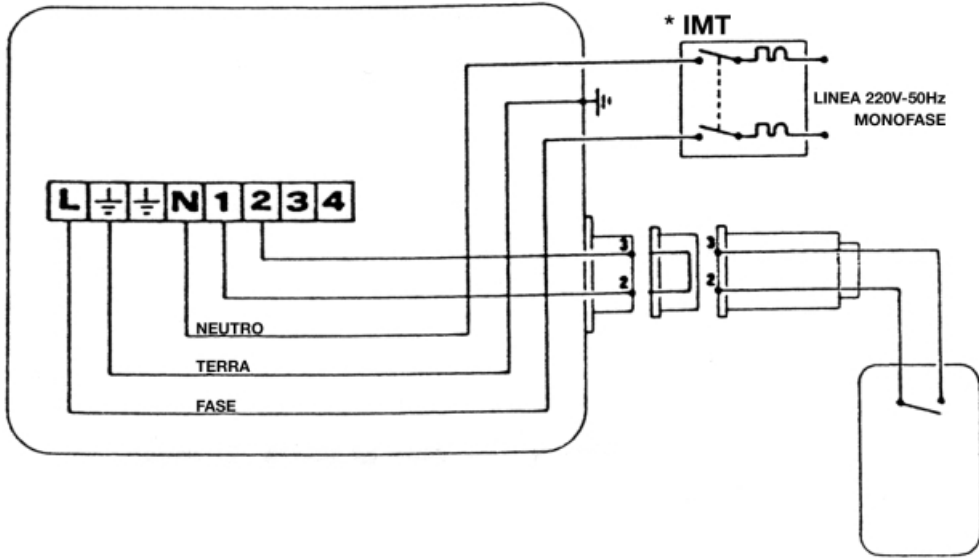 * IMT
LINEA 220V-50Hz
MONOFASE
L N 1 2 3 4
3
2
3
2
NEUTRO
TERRA
FASE